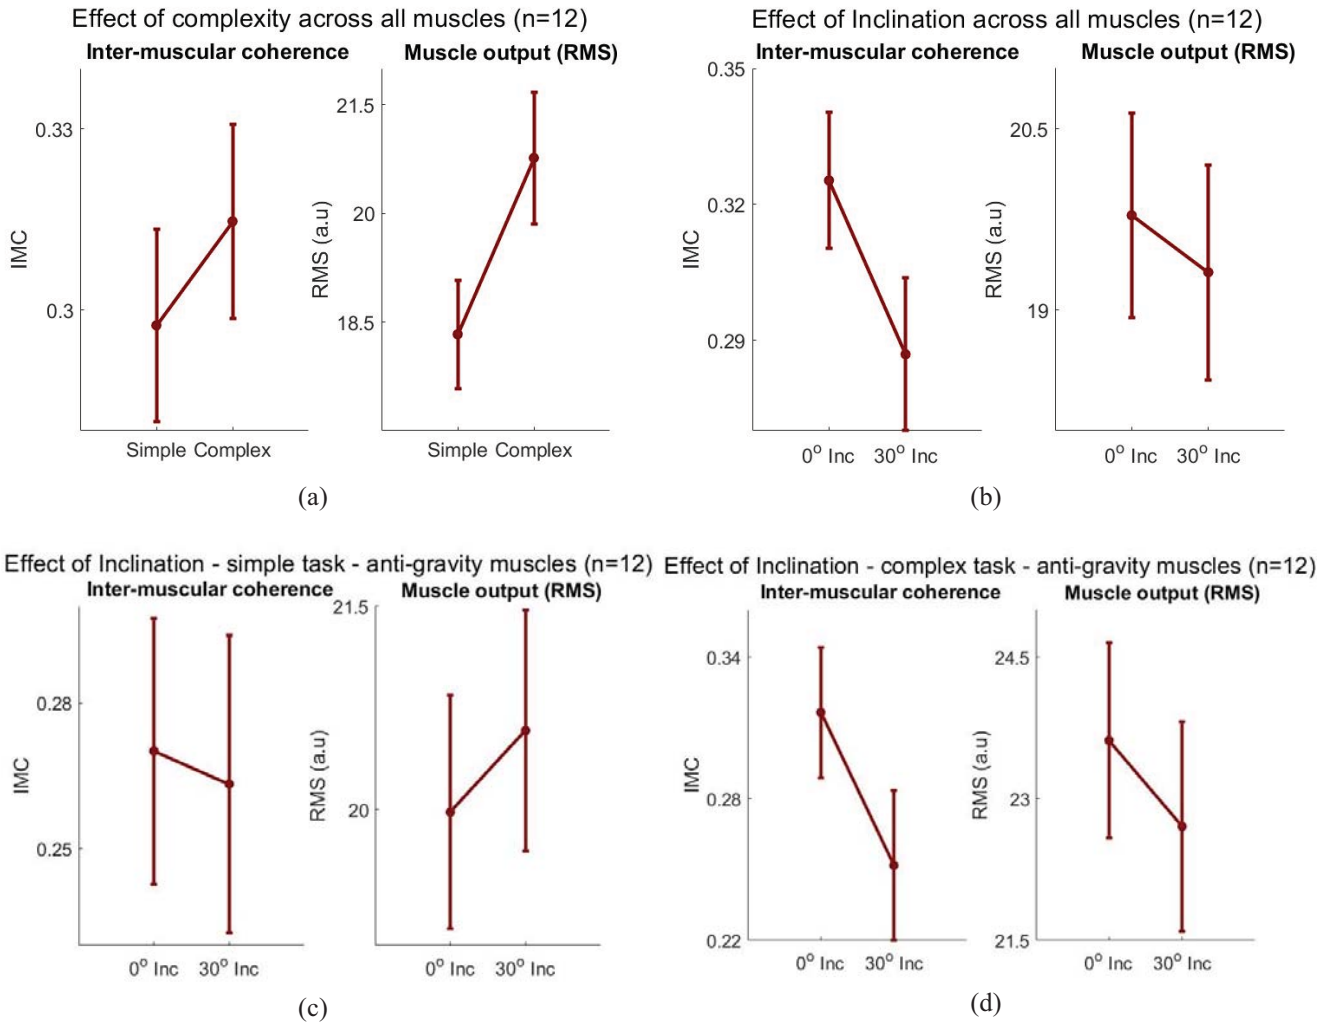 Effect of complexity across all muscles (n=12)
Inter-muscular coherence
Muscle output (RMS)
0.33
0.3
IMC
Simple Complex
21.5
20
18.5
RMS (a.u)
Simple Complex
(a)
Effect of Inclination across all muscles (n=12)
Inter-muscular coherence
Muscle output (RMS)
0.35
0.32
0.29
IMC
0° Inc 30° Inc
20.5
19
RMS (a.u)
0° Inc 30° Inc
(b)
Effect of Inclination - simple task - anti-gravity muscles (n=12)
Inter-muscular coherence
Muscle output (RMS)
0.28
0.25
IMC
0° Inc 30° Inc
21.5
20
RMS (a.u)
0° Inc 30° Inc
(c)
Effect of Inclination - complex task - anti-gravity muscles (n=12)
Inter-muscular coherence
Muscle output (RMS)
0.34
0.28
0.22
IMC
0° Inc 30° Inc
24.5
23
21.5
RMS (a.u)
0° Inc 30° Inc
(d)